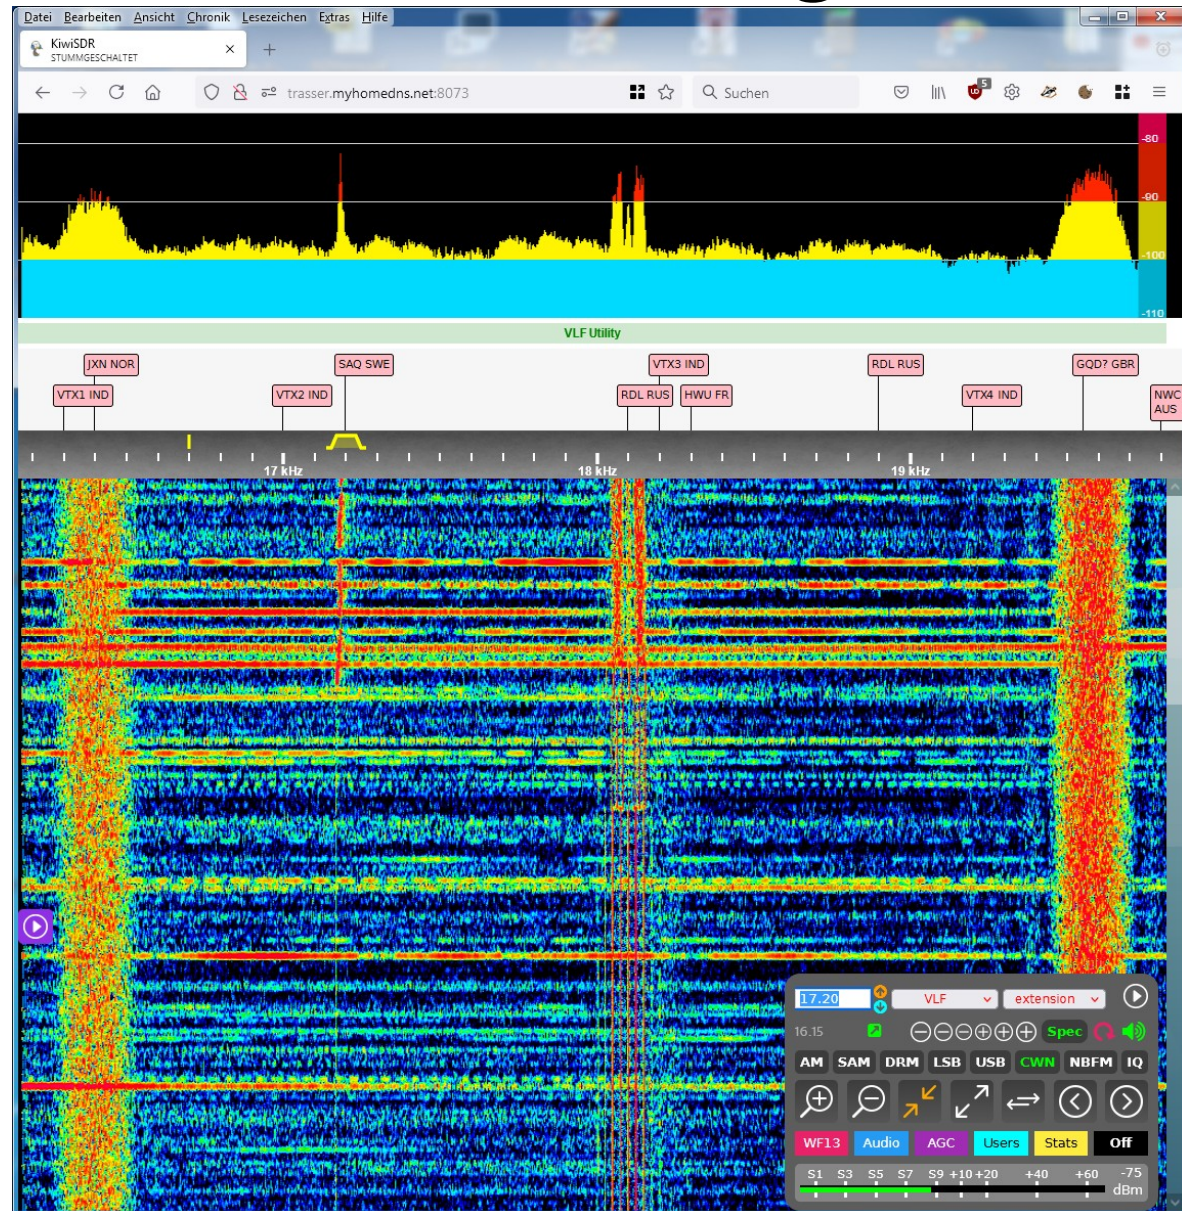 Datei Bearbeiten Ansicht Chronik Lesezeichen Extras Hilfe
KiwiSDR
STUMMGESCHALTET
trasser.myhomedns.net:8073
Suchen
5
-80
-90
-100
-110
VLF Utility
JXN NOR SAQ SWE VTX3 IND RDL RUS GQD? GBR
VTX1 IND VTX2 IND RDL RUS HWU FR VTX4 IND NWC
AUS
17 kHz 18 kHz 19 kHz
17.20 VLF extension
16.15 Spec
AM SAM DRM LSB USB CWN NBFM IQ
WF13 Audio AGC Users Stats Off
S1 S3 S5 S7 S9 +10 +20 +40 +60 -75
dBm